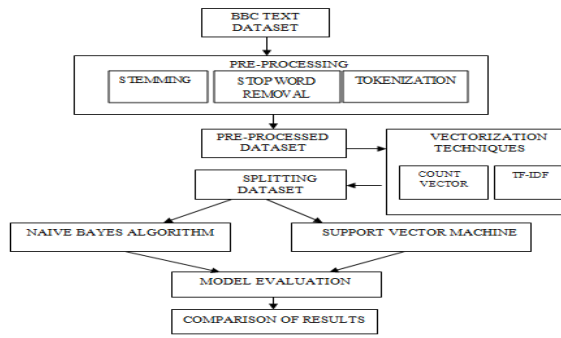 BBC TEXT
DATASET
PRE-PROCESSING
STEMMING
STOP WORD
REMOVAL
TOKENIZATION
PRE-PROCESSED
DATASET
VECTORIZATION
TECHNIQUES
COUNT
VECTOR
TF-IDF
SPLITTING
DATASET
NAIVE BAYES ALGORITHM
SUPPORT VECTOR MACHINE
MODEL EVALUATION
COMPARISON OF RESULTS